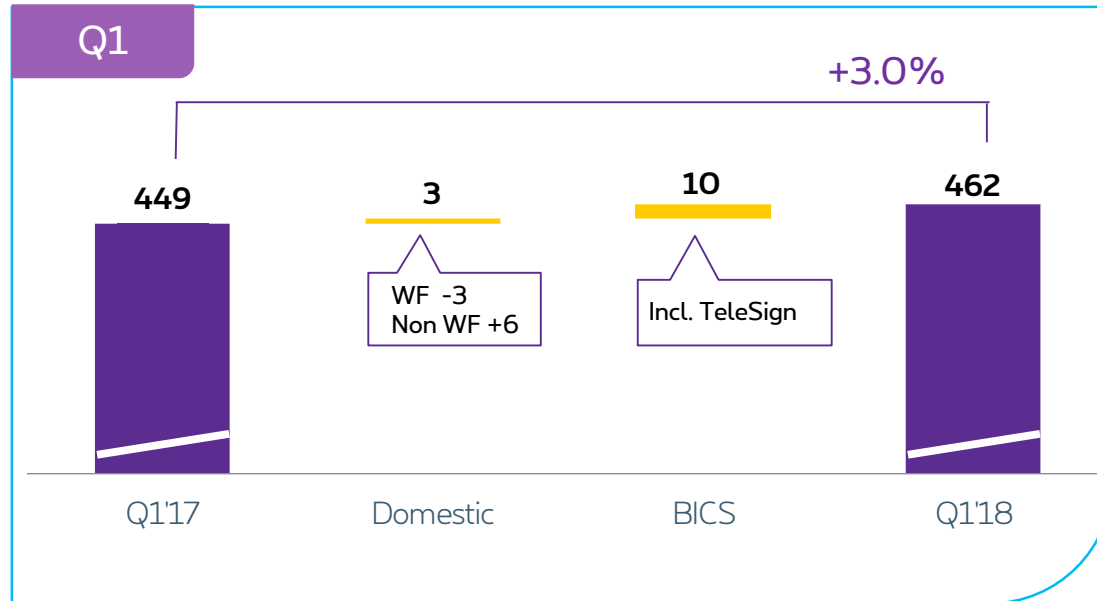 Q1
+3.0%
449
3
10
462
WF -3
Non WF +6
Incl. TeleSign
Q1'17
Domestic
BICS
Q1'18